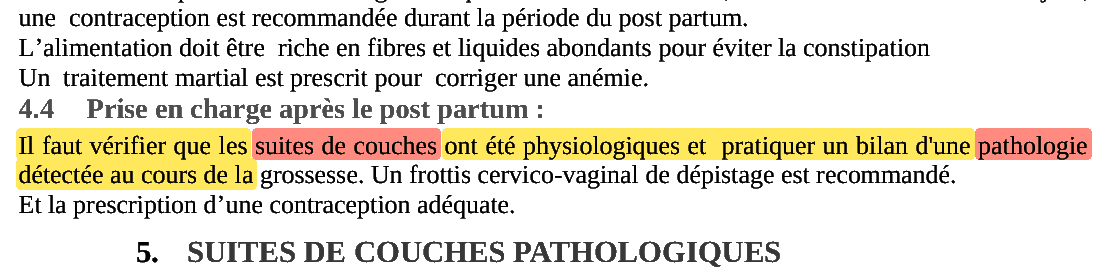 une contraception est recommandée durant la période du post partum.
L’alimentation doit être riche en fibres et liquides abondants pour éviter la constipation
Un traitement martial est prescrit pour corriger une anémie.
4.4 Prise en charge après le post partum :
Il faut vérifier que les suites de couches ont été physiologiques et pratiquer un bilan d'une pathologie
détectée au cours de la grossesse. Un frottis cervico-vaginal de dépistage est recommandé.
Et la prescription d’une contraception adéquate.
5. SUITES DE COUCHES PATHOLOGIQUES